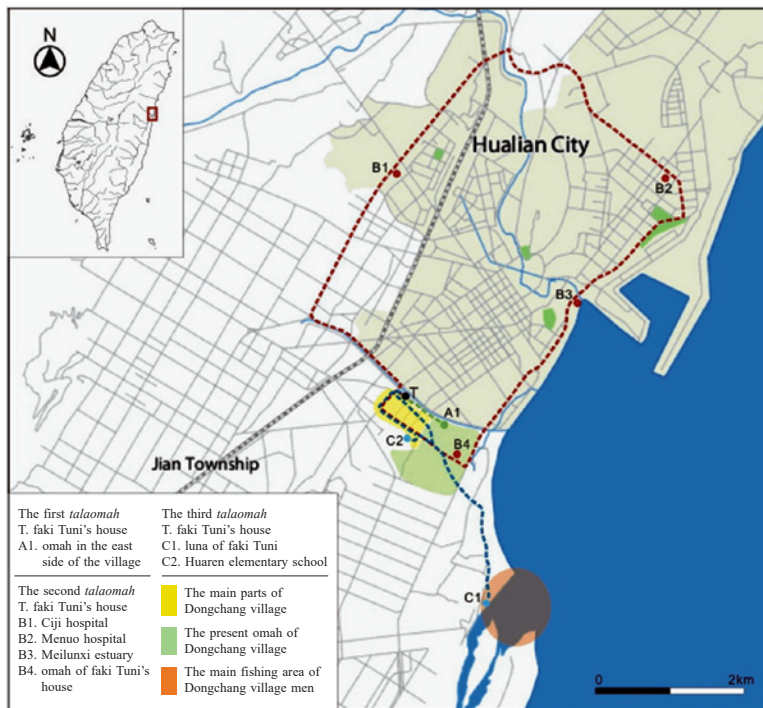 N
Hualian City
B1
B2
B3
T
A1
C2
B4
Jian Township
C1
The first talaomah
T. faki Tuni's house
A1. omah in the east
side of the village
The second talaomah
T. faki Tuni's house
B1. Ciji hospital
B2. Menuo hospital
B3. Meilunxi estuary
B4. omah of faki Tuni's
house
The third talaomah
T. faki Tuni's house
C1. luna of faki Tuni
C2. Huaren elementary school
The main parts of
Dongchang village
The present omah of
Dongchang village
The main fishing area of
Dongchang village men
0 2km